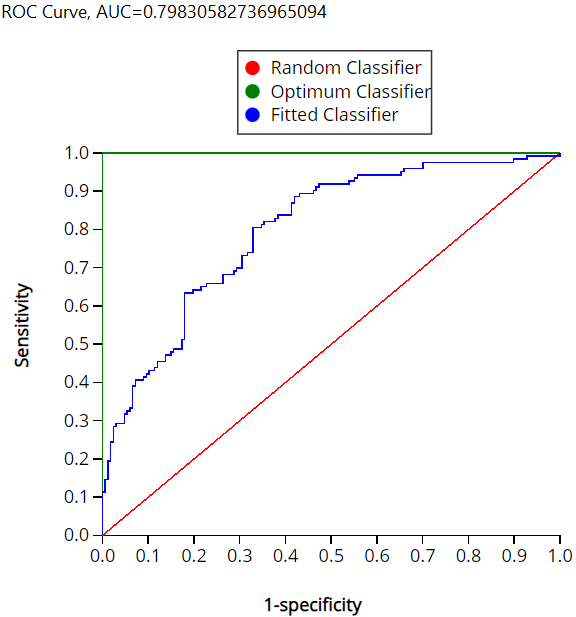 ROC Curve, AUC=0.79830582736965094
Random Classifier
Optimum Classifier
Fitted Classifier
1.0
0.9
0.8
0.7
0.6
0.5
0.4
0.3
0.2
0.1
0.0
Sensitivity
0.0 0.1 0.2 0.3 0.4 0.5 0.6 0.7 0.8 0.9 1.0
1-specificity